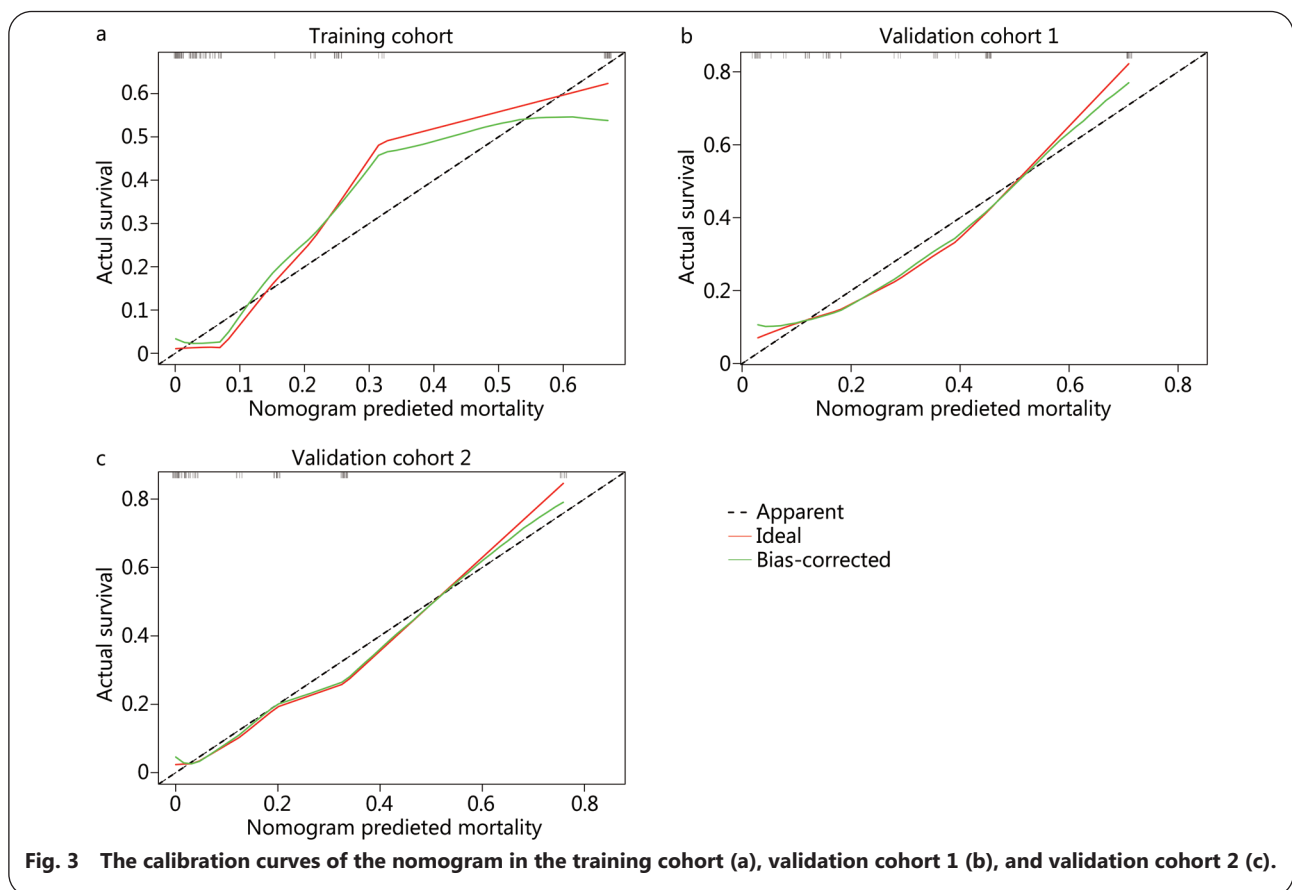 a
Training cohort
0.6
0.5
0.4
0.3
0.2
0.1
0
Actul survival
0 0.1 0.2 0.3 0.4 0.5 0.6
Nomogram predieted mortality
b
Validation cohort 1
0.8
0.6
0.4
0.2
0
Actual survival
0 0.2 0.4 0.6 0.8
Nomogram predieted mortality
c
Validation cohort 2
0.8
0.6
0.4
0.2
0
Actual survival
0 0.2 0.4 0.6 0.8
Nomogram predieted mortality
Apparent
Ideal
Bias-corrected
Fig. 3 The calibration curves of the nomogram in the training cohort (a), validation cohort 1 (b), and validation cohort 2 (c).